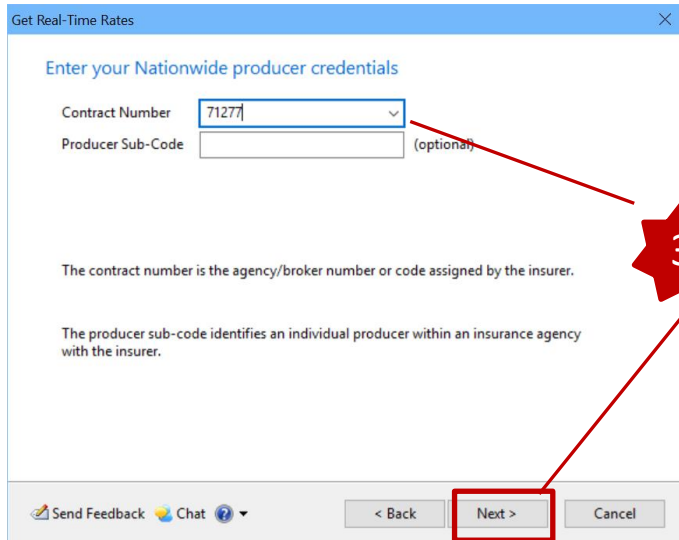 Get Real-Time Rates
Enter your Nationwide producer credentials
Contract Number 71277
Producer Sub-Code (optional)
3
The contract number is the agency/broker number or code assigned by the insurer.
The producer sub-code identifies an individual producer within an insurance agency
with the insurer.
Send Feedback Chat ? < Back Next > Cancel